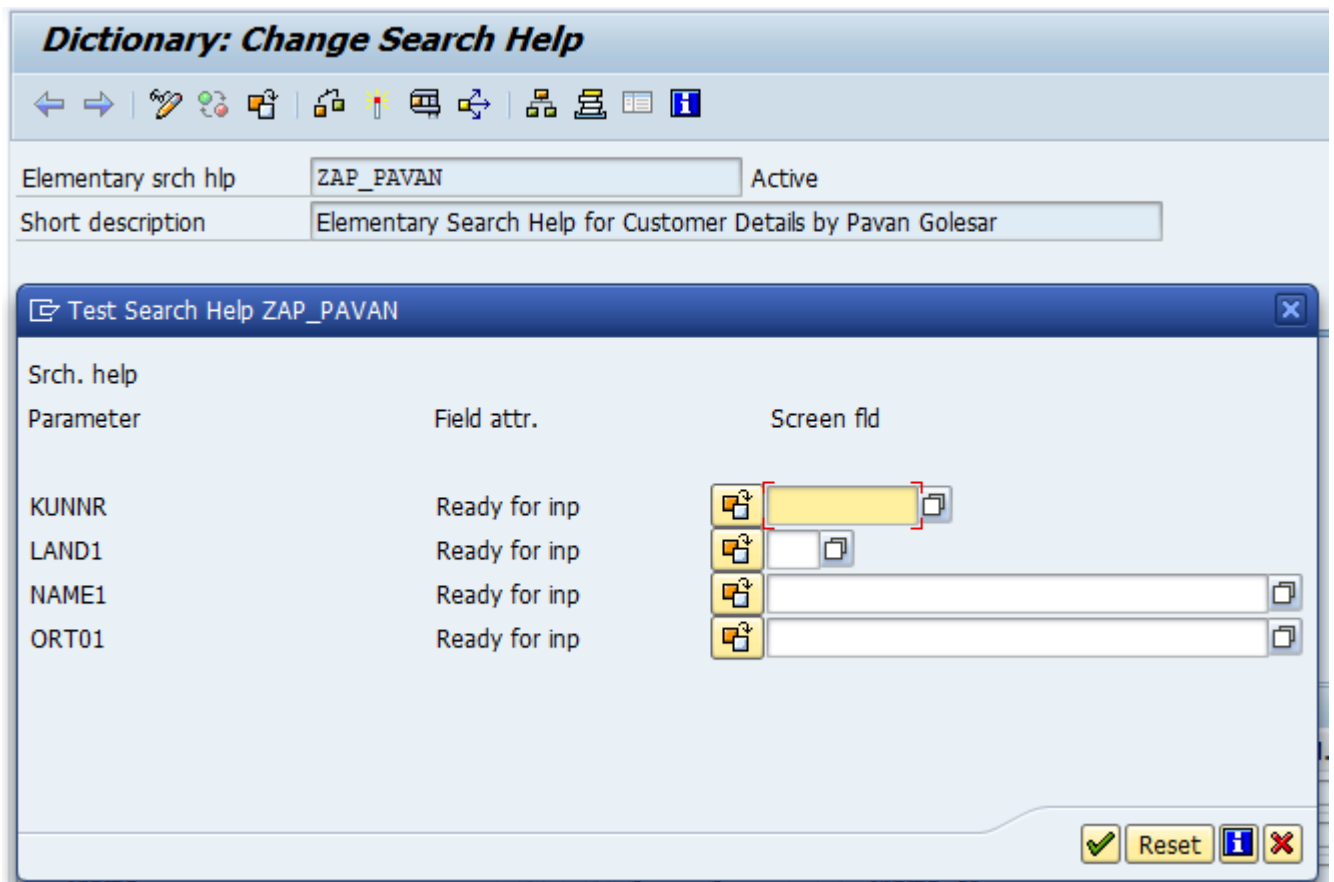 Dictionary: Change Search Help
Elementary srch hlp ZAP_PAVAN Active
Short description Elementary Search Help for Customer Details by Pavan Golesar
Test Search Help ZAP_PAVAN
Srch. help
Parameter Field attr. Screen fld
KUNNR Ready for inp
LAND1 Ready for inp
NAME1 Ready for inp
ORT01 Ready for inp
Reset